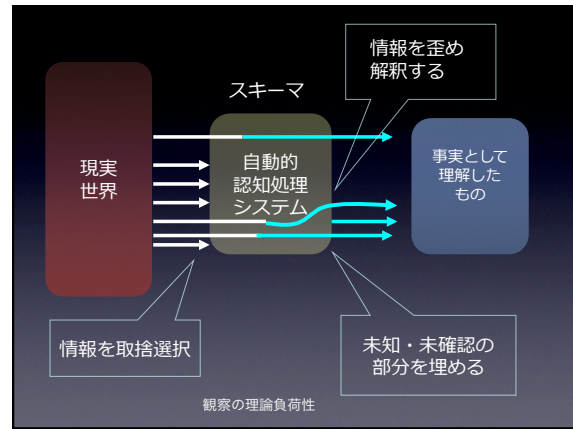 情報を歪め
解釈する
スキーマ
現実
世界
自動的
認知処理
システム
事実として
理解した
もの
情報を取捨選択
未知・未確認の
部分を埋める
観察の理論負荷性